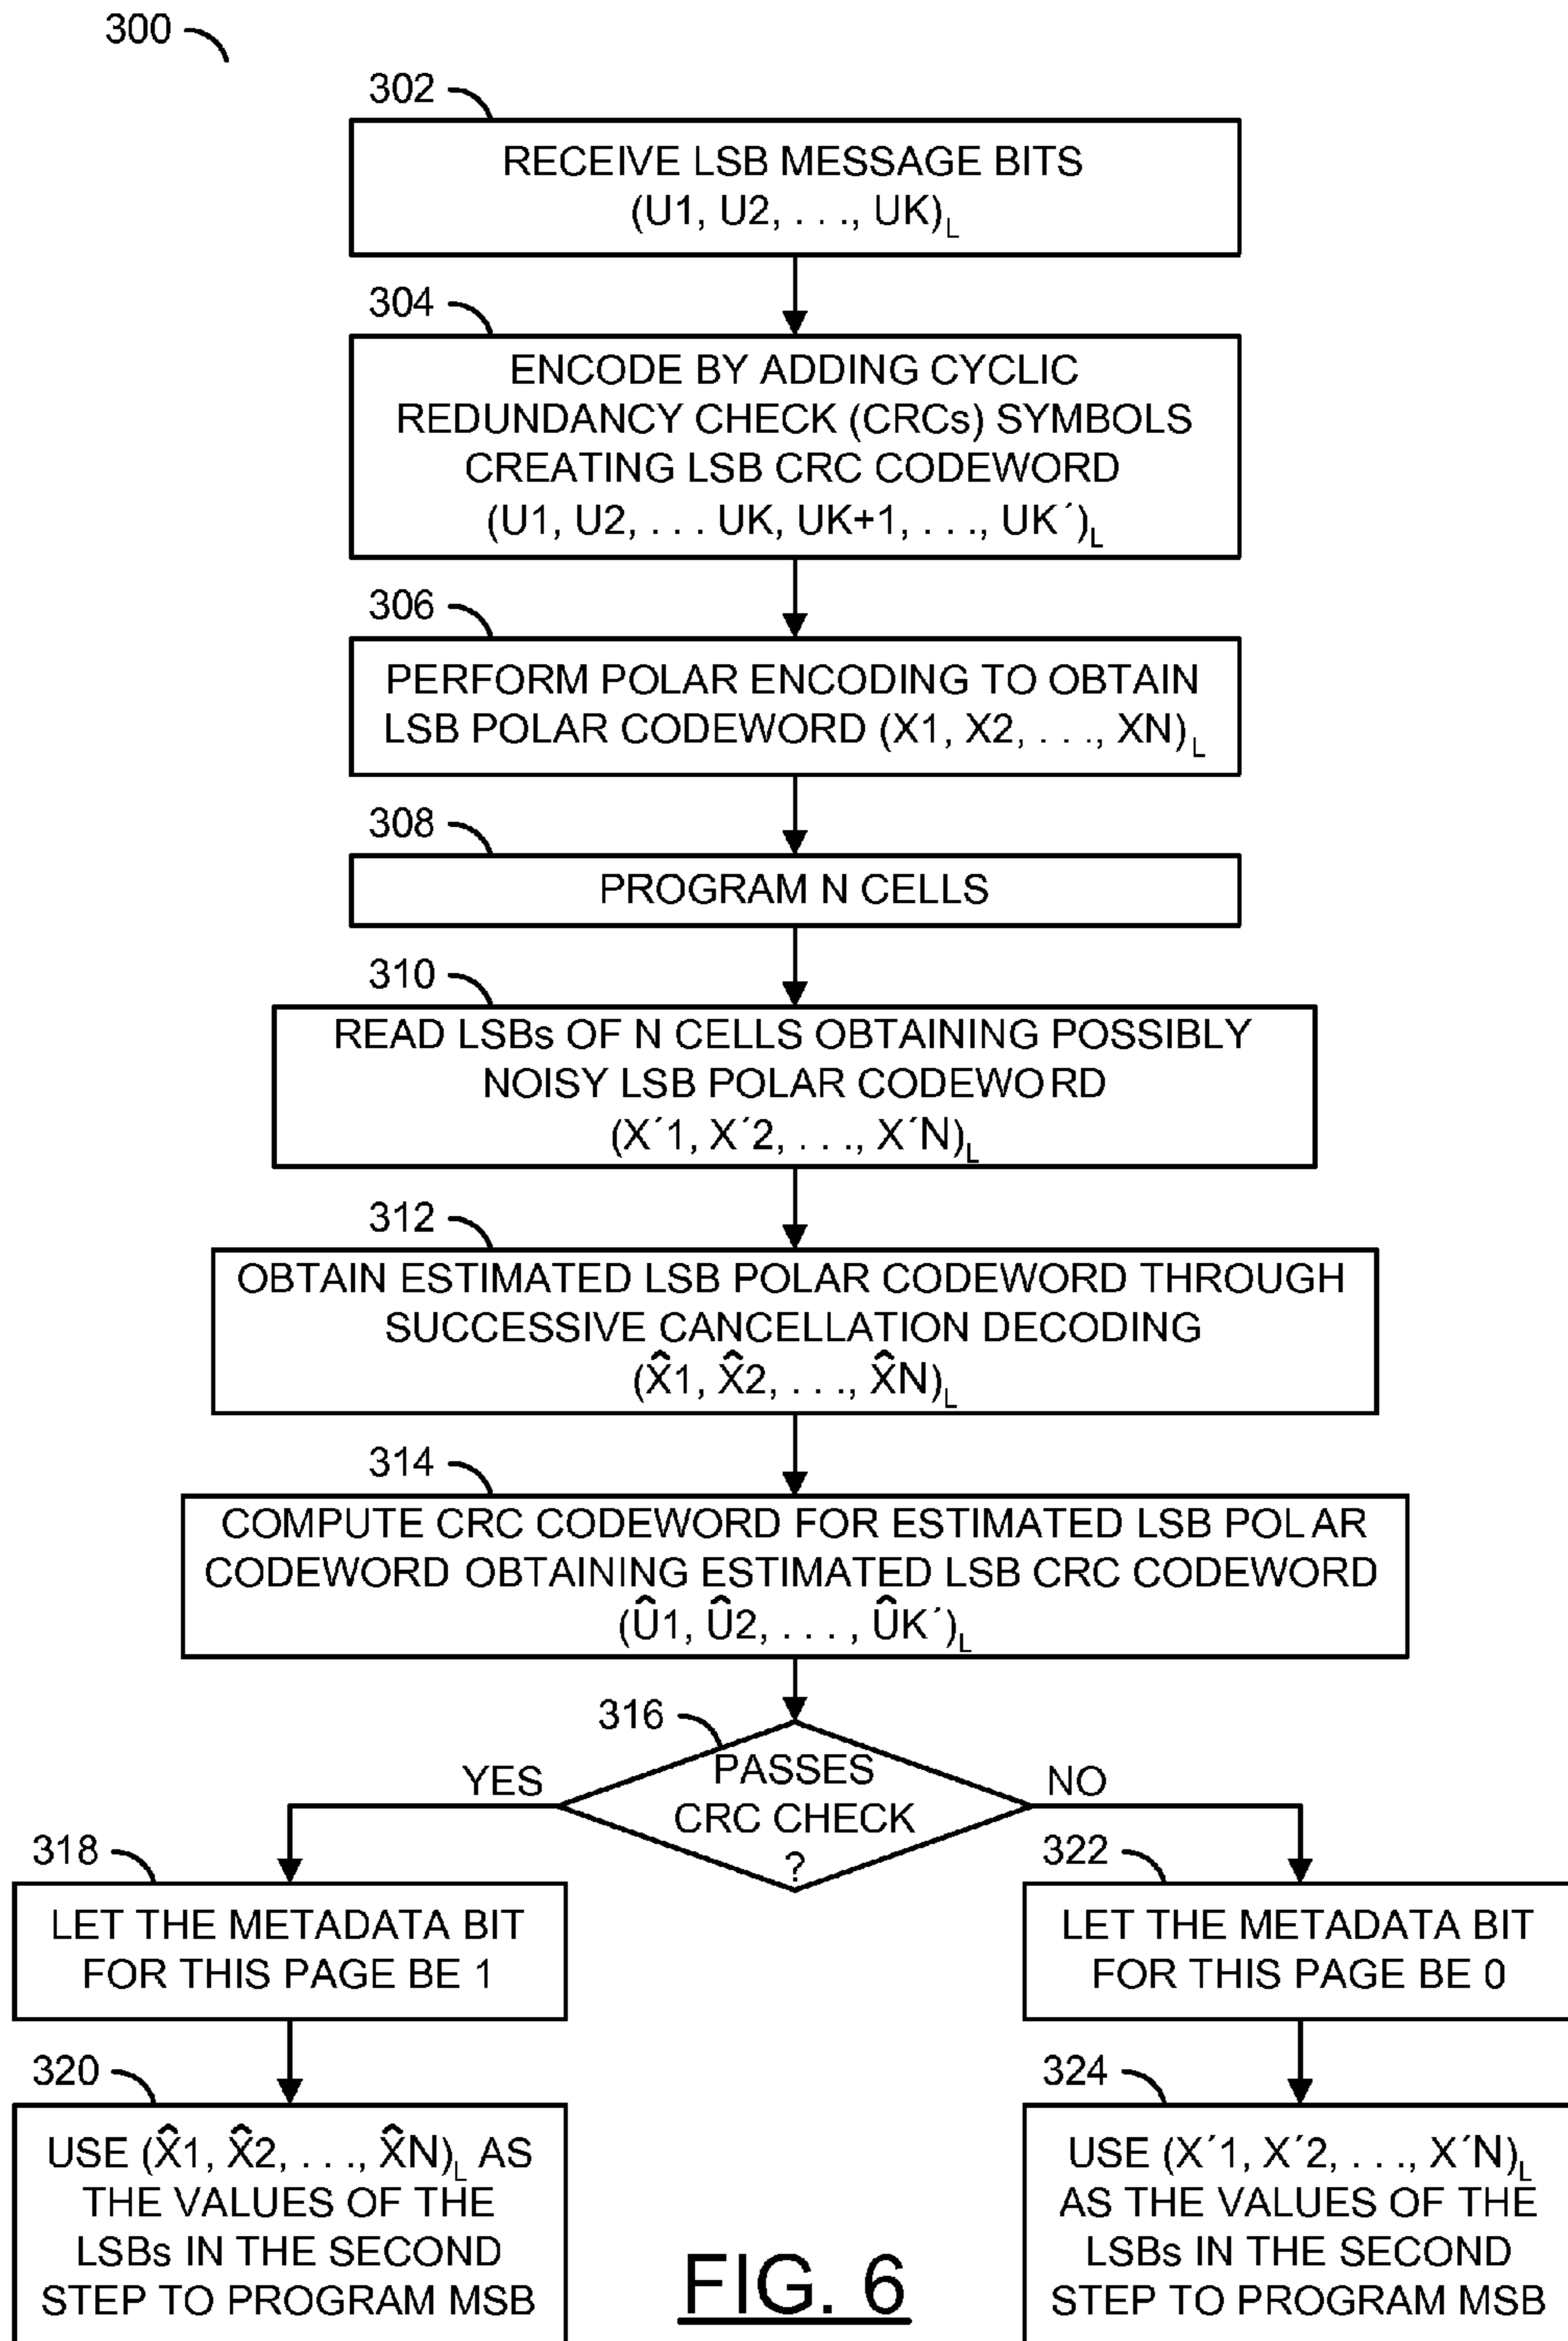 300
302
RECEIVE LSB MESSAGE BITS
(U1, U2, . . ., UK)L
304
ENCODE BY ADDING CYCLIC
REDUNDANCY CHECK (CRCs) SYMBOLS
CREATING LSB CRC CODEWORD
(U1, U2, . . . UK, UK+1, . . ., UK´)L
306
PERFORM POLAR ENCODING TO OBTAIN
LSB POLAR CODEWORD (X1, X2, . . ., XN)L
308
PROGRAM N CELLS
310
READ LSBs OF N CELLS OBTAINING POSSIBLY
NOISY LSB POLAR CODEWORD
(X´1, X´2, . . ., X´N)L
312
OBTAIN ESTIMATED LSB POLAR CODEWORD THROUGH
SUCCESSIVE CANCELLATION DECODING
(X̂1, X̂2, . . ., X̂N)L
314
COMPUTE CRC CODEWORD FOR ESTIMATED LSB POLAR
CODEWORD OBTAINING ESTIMATED LSB CRC CODEWORD
(Û1, Û2, . . ., ÛK´)L
316
PASSES
CRC CHECK
?
YES
NO
318
LET THE METADATA BIT
FOR THIS PAGE BE 1
322
LET THE METADATA BIT
FOR THIS PAGE BE 0
320
USE (X̂1, X̂2, . . ., X̂N)L AS
THE VALUES OF THE
LSBs IN THE SECOND
STEP TO PROGRAM MSB
324
USE (X´1, X´2, . . ., X´N)L
AS THE VALUES OF THE
LSBs IN THE SECOND
STEP TO PROGRAM MSB
FIG. 6